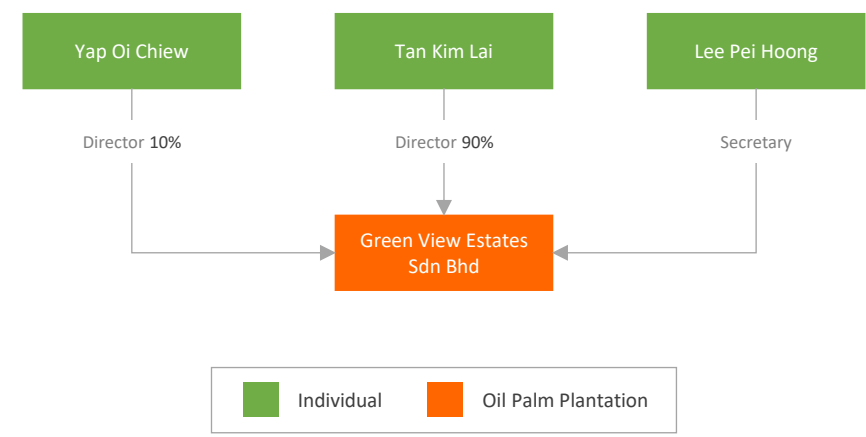 Yap Oi Chiew
Tan Kim Lai
Lee Pei Hoong
Director 10%
Director 90%
Secretary
Green View Estates
Sdn Bhd
Individual
Oil Palm Plantation